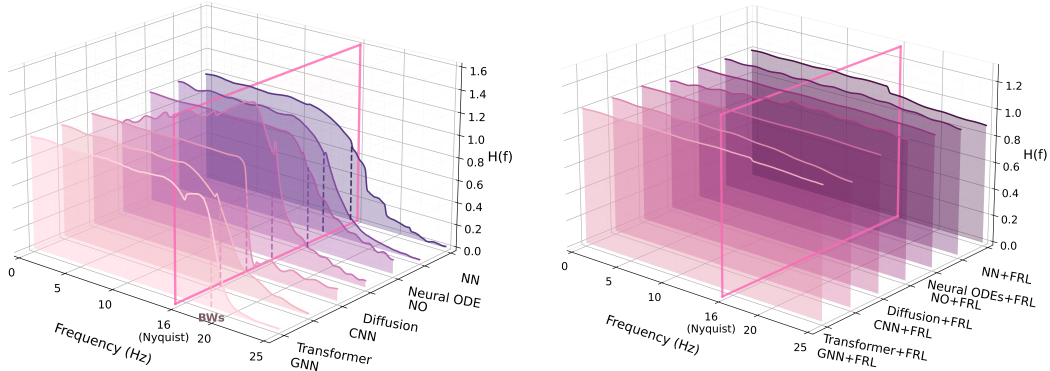 1.6
1.4
1.2
1.0
0.8
0.6
0.4
0.2
0.0
H(f)
0
5
10
16
(Nyquist)
20
25
BWs
Frequency (Hz)
NN
Neural ODE
NO
Diffusion
CNN
Transformer
GNN
1.2
1.0
0.8
0.6
0.4
0.2
0.0
H(f)
0
5
10
16
(Nyquist)
20
25
Frequency (Hz)
NN+FRL
Neural ODEs+FRL
NO+FRL
Diffusion+FRL
CNN+FRL
Transformer+FRL
GNN+FRL